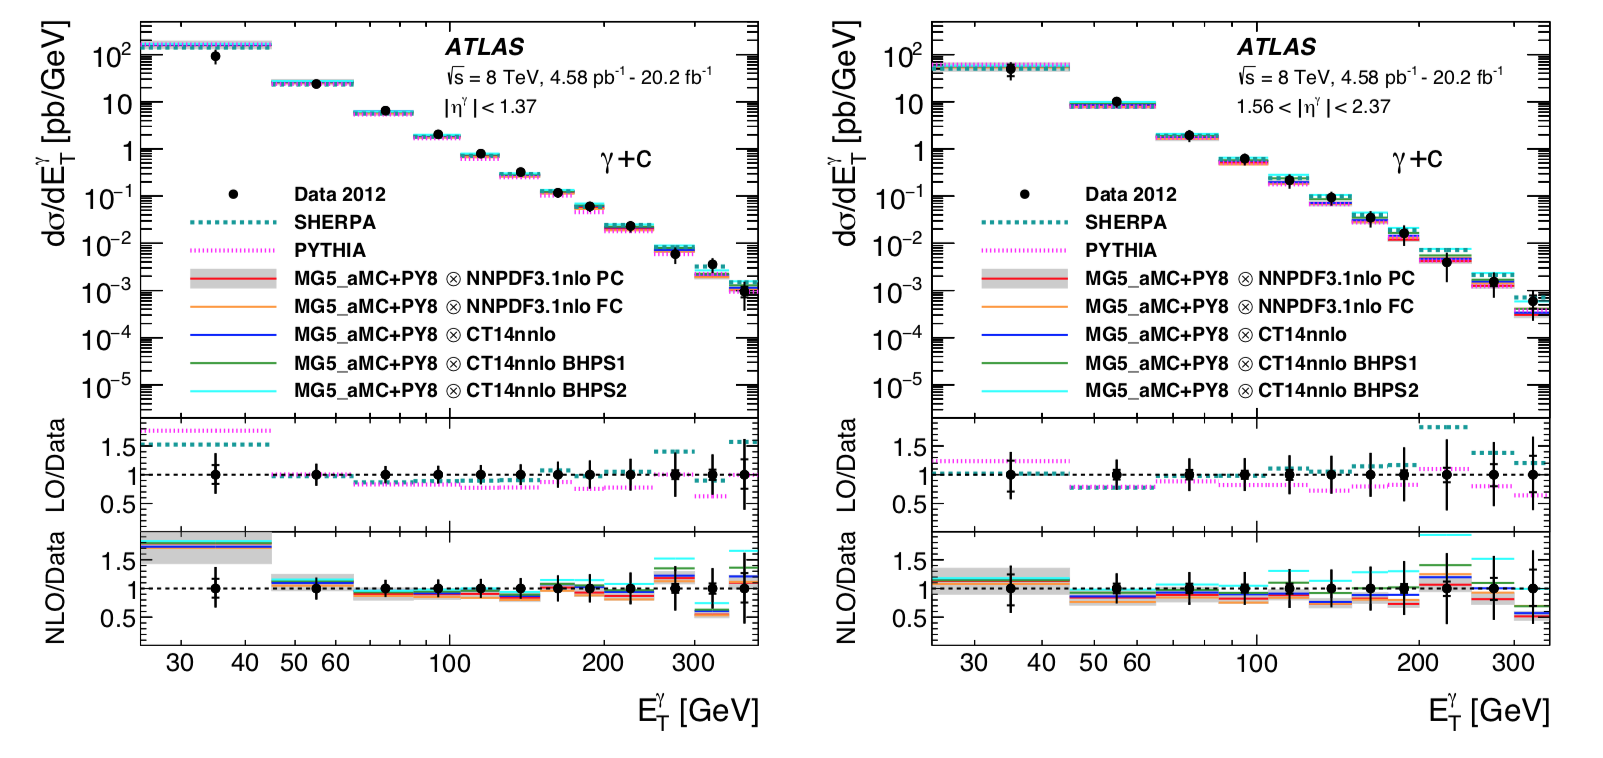 ATLAS
√s = 8 TeV, 4.58 pb⁻¹ - 20.2 fb⁻¹
|η^γ| < 1.37
γ+c
dσ/dE_T^γ [pb/GeV]
10²
10
1
10⁻¹
10⁻²
10⁻³
10⁻⁴
10⁻⁵
Data 2012
SHERPA
PYTHIA
MG5_aMC+PY8 ⊗ NNPDF3.1nlo PC
MG5_aMC+PY8 ⊗ NNPDF3.1nlo FC
MG5_aMC+PY8 ⊗ CT14nnlo
MG5_aMC+PY8 ⊗ CT14nnlo BHPS1
MG5_aMC+PY8 ⊗ CT14nnlo BHPS2
LO/Data
1.5
1
0.5
NLO/Data
1.5
1
0.5
30 40 50 60 100 200 300
E_T^γ [GeV]
ATLAS
√s = 8 TeV, 4.58 pb⁻¹ - 20.2 fb⁻¹
1.56 < |η^γ| < 2.37
γ+c
dσ/dE_T^γ [pb/GeV]
10²
10
1
10⁻¹
10⁻²
10⁻³
10⁻⁴
10⁻⁵
Data 2012
SHERPA
PYTHIA
MG5_aMC+PY8 ⊗ NNPDF3.1nlo PC
MG5_aMC+PY8 ⊗ NNPDF3.1nlo FC
MG5_aMC+PY8 ⊗ CT14nnlo
MG5_aMC+PY8 ⊗ CT14nnlo BHPS1
MG5_aMC+PY8 ⊗ CT14nnlo BHPS2
LO/Data
1.5
1
0.5
NLO/Data
1.5
1
0.5
30 40 50 60 100 200 300
E_T^γ [GeV]